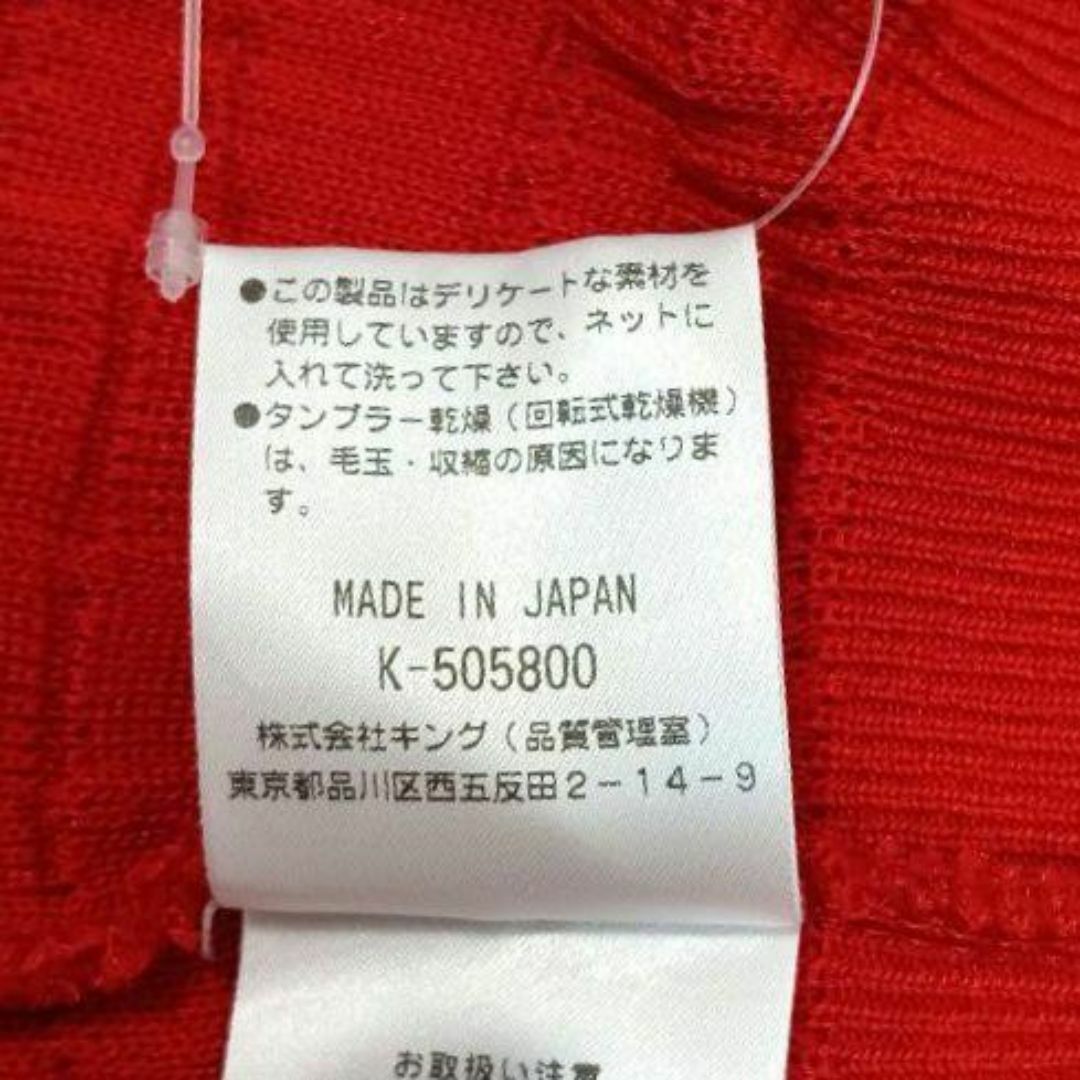 ●この製品はデリケートな素材を
使用していますので、ネットに
入れて洗って下さい。
●タンブラー乾燥（回転式乾燥機）
は、毛玉・収縮の原因になりま
す。
MADE IN JAPAN
K-505800
株式会社キング（品質管理室）
東京都品川区西五反田2－14－9
お取扱い注意